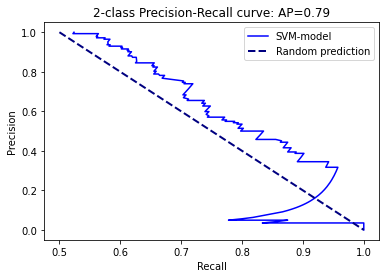 2-class Precision-Recall curve: AP=0.79
SVM-model
Random prediction
Precision
1.0
0.8
0.6
0.4
0.2
0.0
0.5
0.6
0.7
0.8
0.9
1.0
Recall